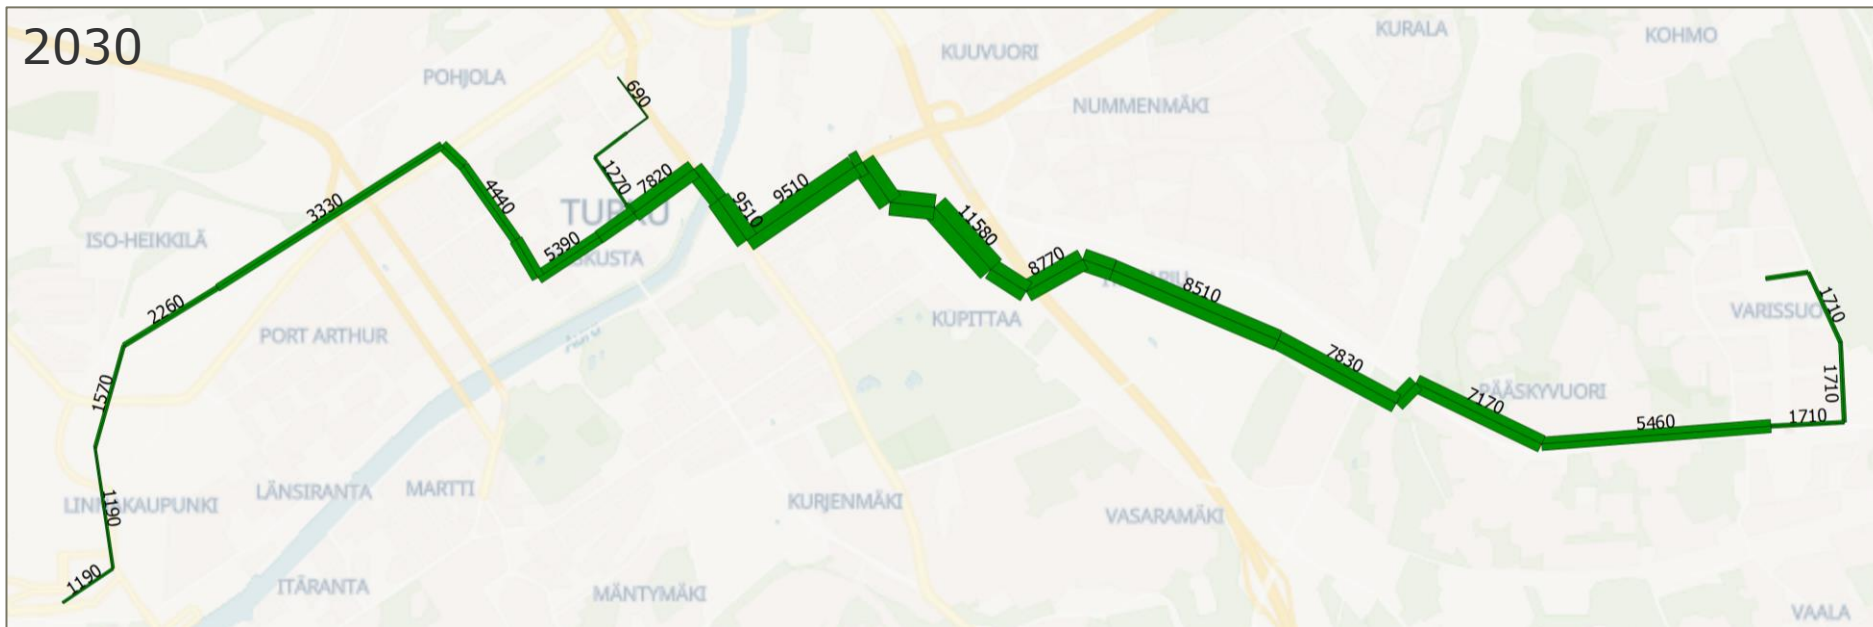 2030
KURALA
KOHMO
KUUVUORI
POHJOLA
690
NUMMENMÄKI
1270
7820
9510
9510
4440
3330
TURKU
11580
ISO-HEIKKILÄ
5390
8770
8510
1710
2260
KUPITTAA
VARISSUO
PORT ARTHUR
7830
1710
1570
PÄÄSKYVUORI
7170
5460
1710
LÄNSIRANTA
MARTTI
1190
KURJENMÄKI
VASARAMÄKI
1190
ITÄRANTA
MÄNTYMÄKI
VAALA